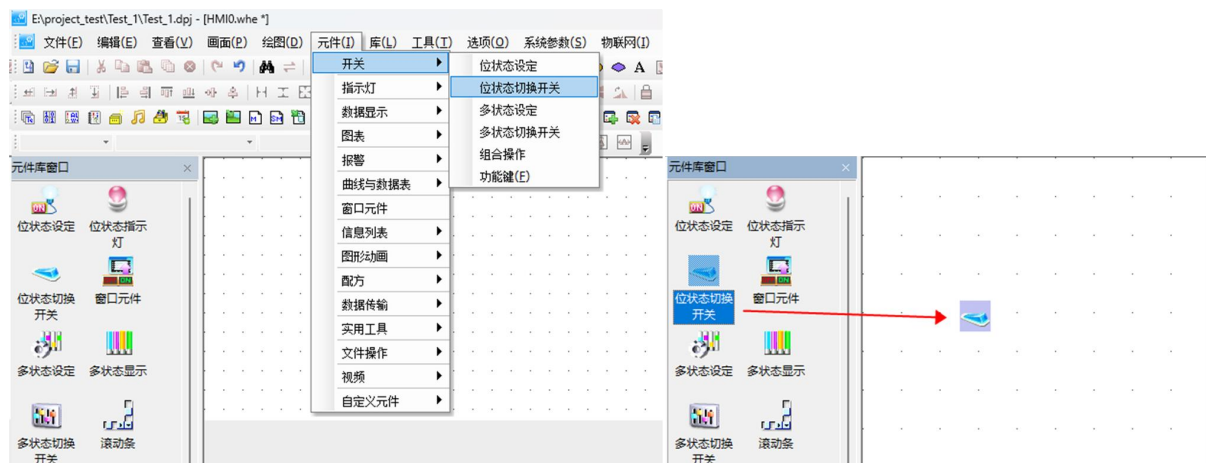 E:\project_test\Test_1\Test_1.dpj - [HMI0.whe *]
文件(F) 编辑(E) 查看(V) 画面(P) 绘图(D) 元件(I) 库(L) 工具(T) 选项(O) 系统参数(S) 物联网(I)
开关
指示灯
数据显示
图表
报警
曲线与数据表
窗口元件
信息列表
图形动画
配方
数据传输
实用工具
文件操作
视频
自定义元件
位状态设定
位状态切换开关
多状态设定
多状态切换开关
组合操作
功能键(F)
元件库窗口
位状态设定 位状态指示
灯
位状态切换 窗口元件
开关
多状态设定 多状态显示
多状态切换 滚动条
开关
元件库窗口
位状态设定 位状态指示
灯
位状态切换 窗口元件
开关
多状态设定 多状态显示
多状态切换 滚动条
开关